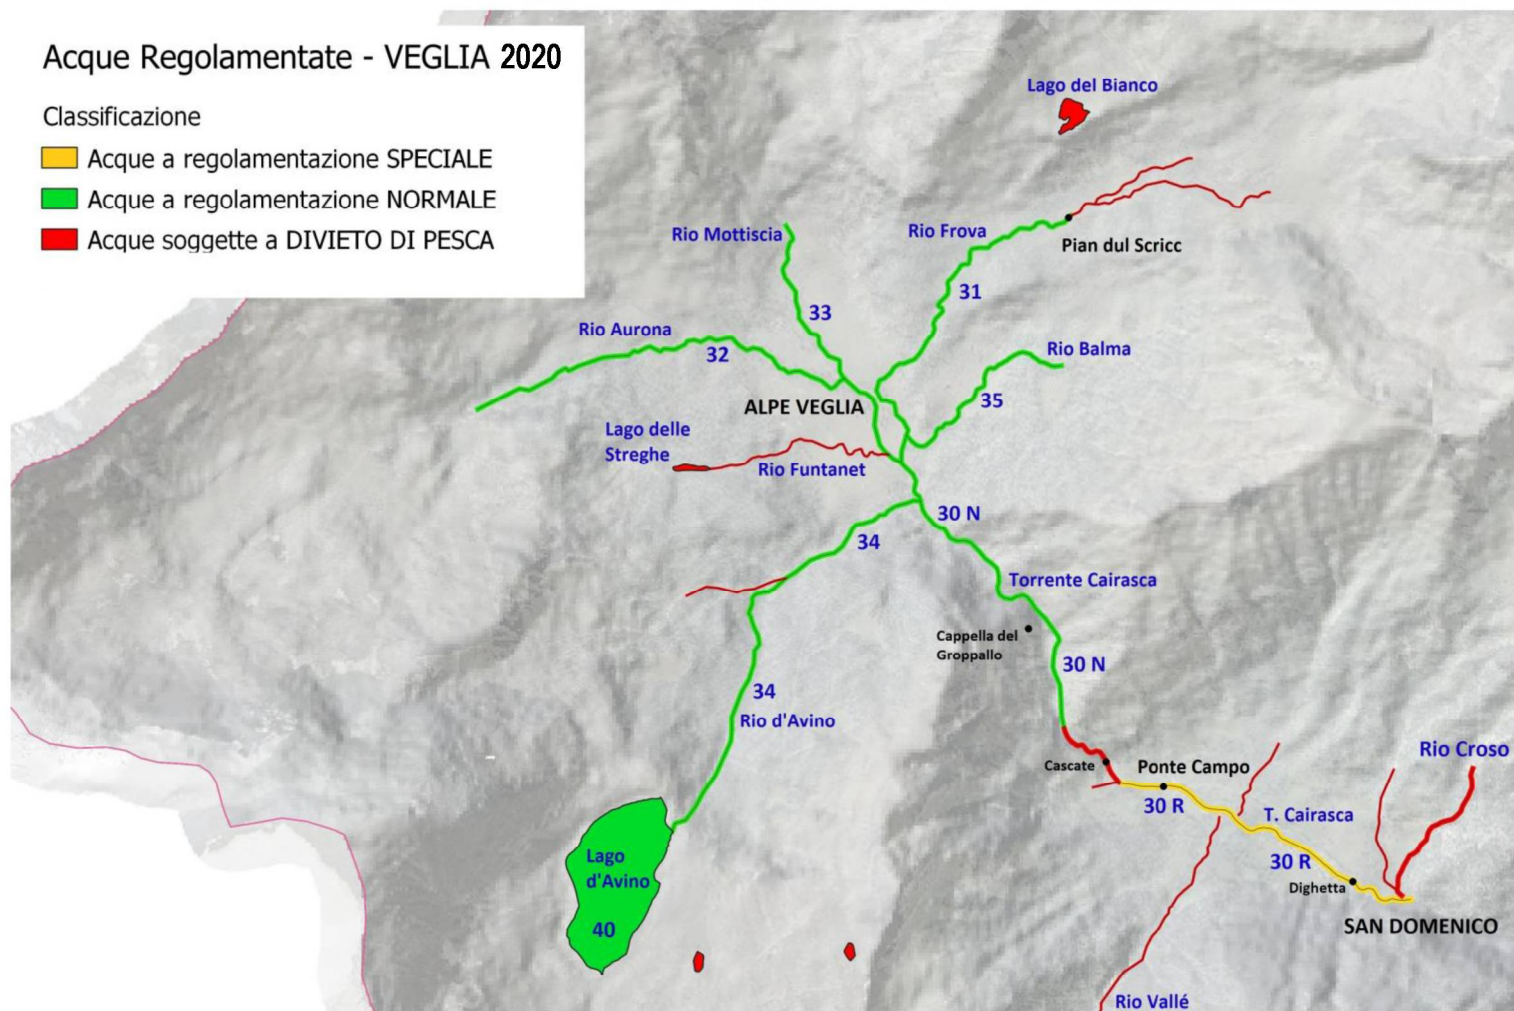 Acque Regolamentate - VEGLIA 2020
Classificazione
Acque a regolamentazione SPECIALE
Acque a regolamentazione NORMALE
Acque soggette a DIVIETO DI PESCA
Lago del Bianco
Rio Mottiscia
Rio Frova
Pian dul Scricc
31
33
Rio Aurona
32
Rio Balma
35
ALPE VEGLIA
Lago delle
Streghe
Rio Funtanet
30 N
34
Torrente Cairasca
Cappella del
Groppallo
30 N
34
Rio d'Avino
Rio Croso
Cascate
Ponte Campo
30 R
T. Cairasca
Lago
d'Avino
30 R
Dighetta
40
SAN DOMENICO
Rio Vallé